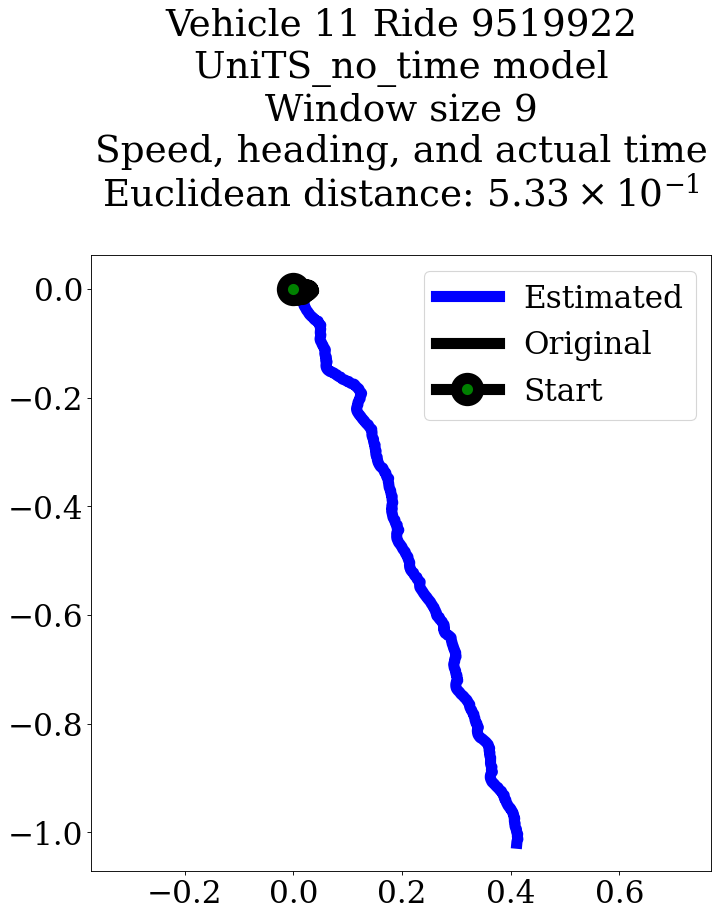 Vehicle 11 Ride 9519922
UniTS_no_time model
Window size 9
Speed, heading, and actual time
Euclidean distance: 5.33 × 10⁻¹
Estimated
Original
Start
0.0
−0.2
−0.4
−0.6
−0.8
−1.0
−0.2 0.0 0.2 0.4 0.6